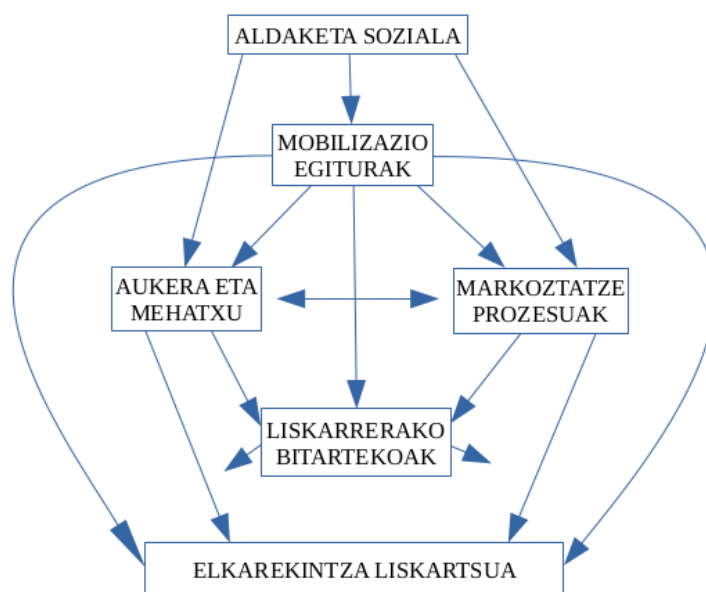 ALDAKETA SOZIALA
MOBILIZAZIO
EGITURAK
AUKERA ETA
MEHATXU
MARKOZTATZE
PROZESUAK
LISKARRERAKO
BITARTEKOAK
ELKAREKINTZA LISKARTSUA